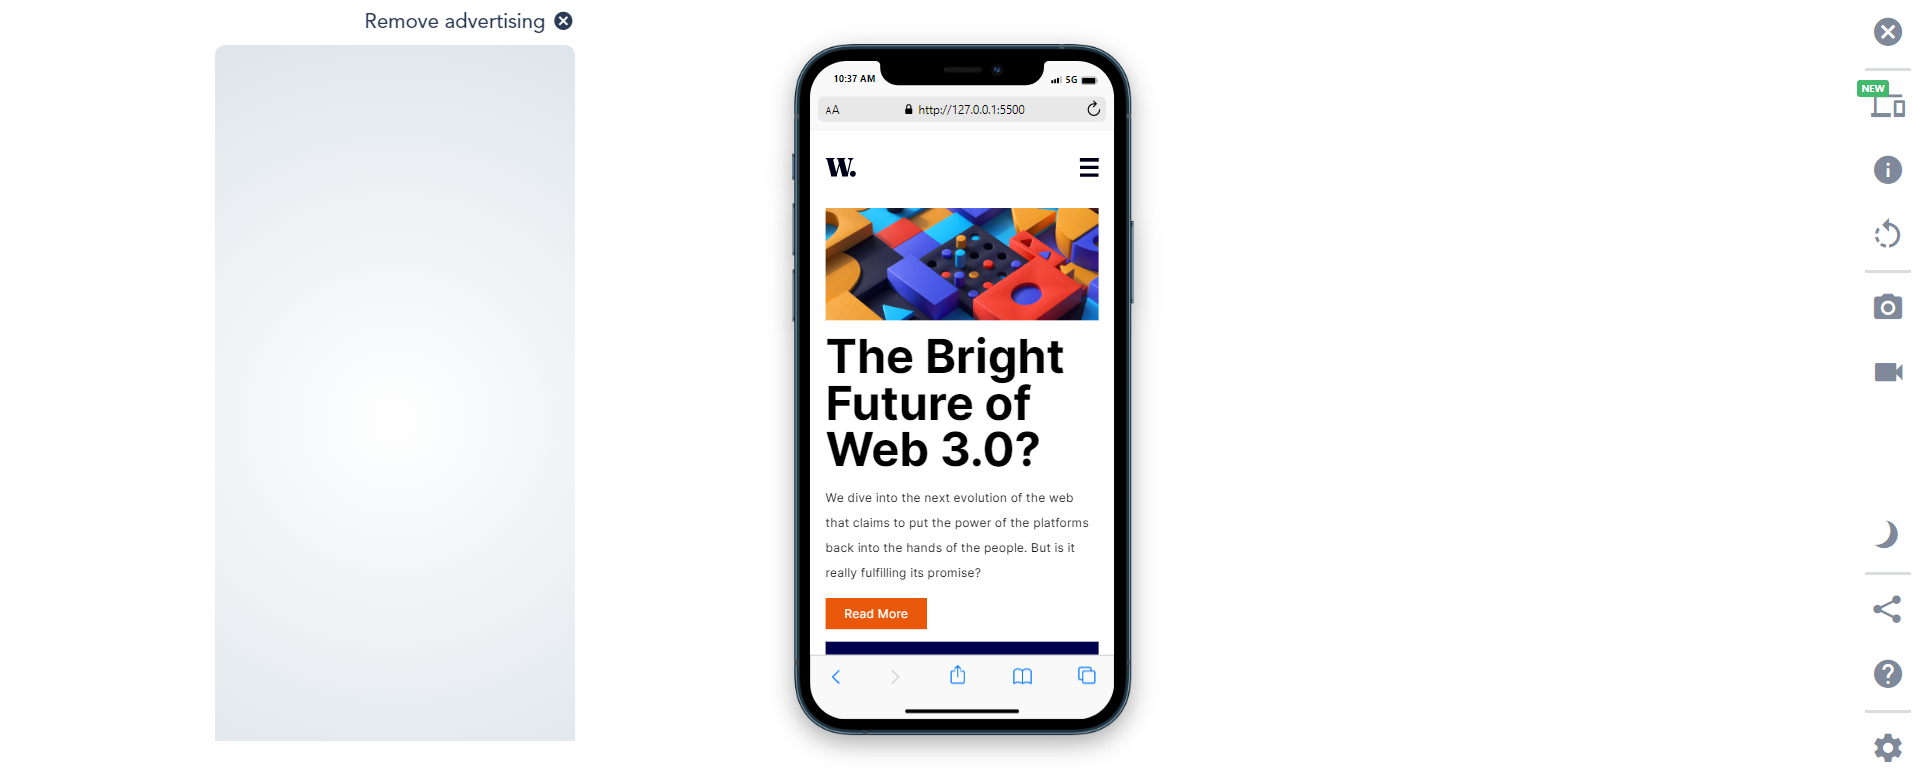 Remove advertising
10:37 AM
5G
AA
http://127.0.0.1:5500
NEW
W.
The Bright
Future of
Web 3.0?
We dive into the next evolution of the web
that claims to put the power of the platforms
back into the hands of the people. But is it
really fulfilling its promise?
Read More